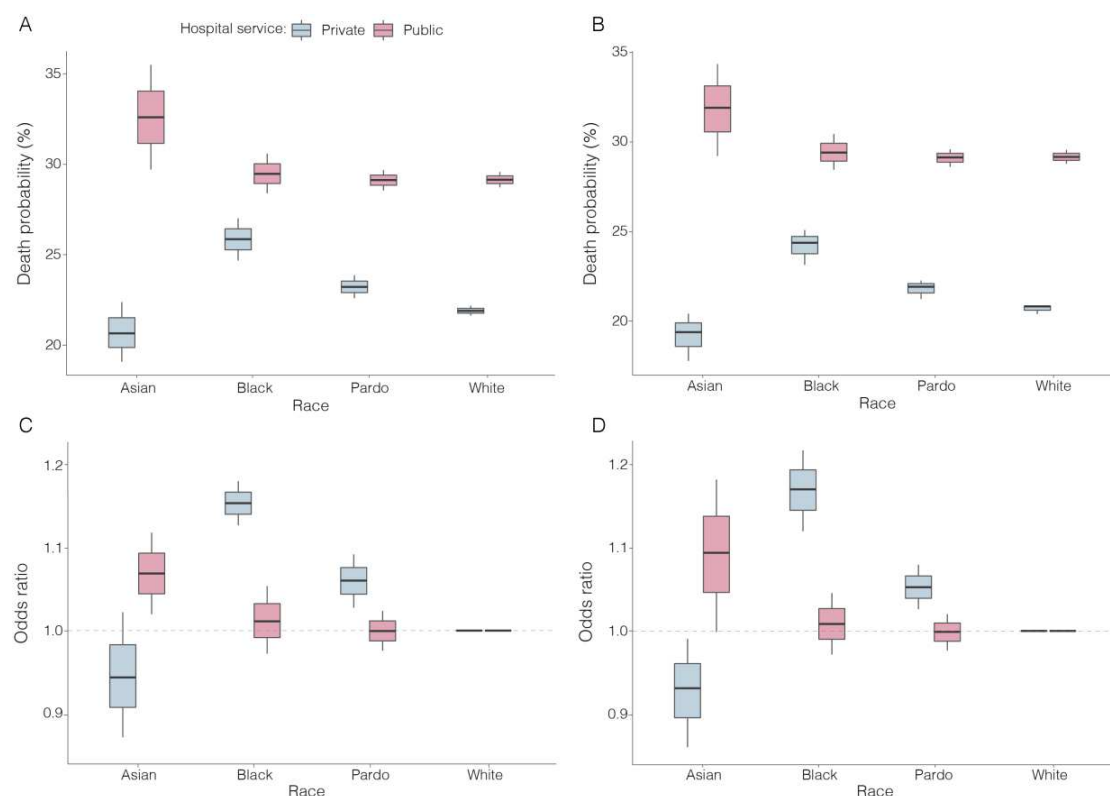 A
Hospital service: Private Public
Death probability (%)
35
30
25
20
Asian Black Pardo White
Race
B
Death probability (%)
35
30
25
20
Asian Black Pardo White
Race
C
Odds ratio
1.2
1.1
1.0
0.9
Asian Black Pardo White
Race
D
Odds ratio
1.2
1.1
1.0
0.9
Asian Black Pardo White
Race